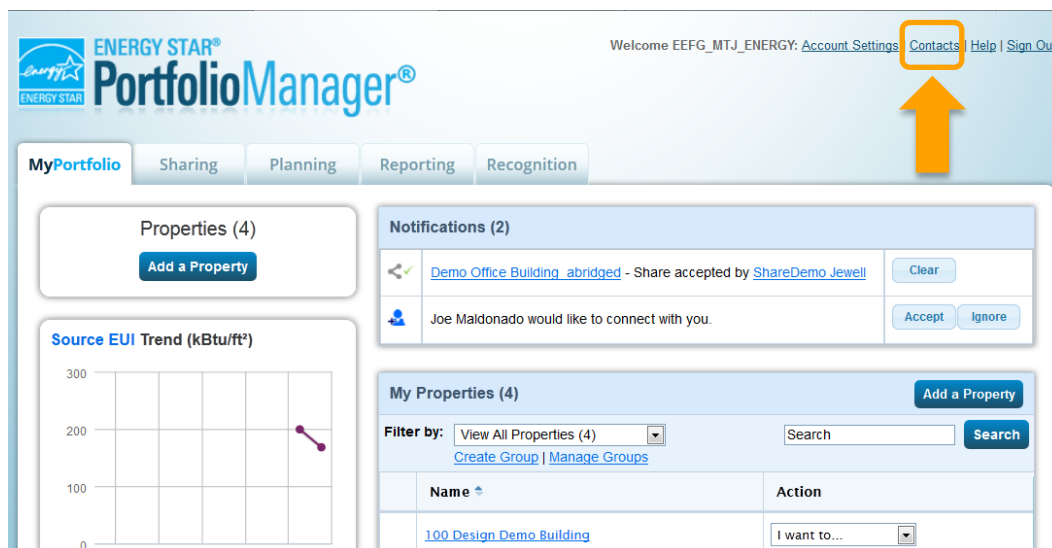 ENERGY STAR®
PortfolioManager®
energy
ENERGY STAR
Welcome EEFG_MTJ_ENERGY: Account Settings | Contacts | Help | Sign Ou
MyPortfolio
Sharing
Planning
Reporting
Recognition
Properties (4)
Add a Property
Source EUI Trend (kBtu/ft²)
300
200
100
0
Notifications (2)
Demo Office Building abridged - Share accepted by ShareDemo Jewell
Clear
Joe Maldonado would like to connect with you.
Accept
Ignore
My Properties (4)
Add a Property
Filter by:
View All Properties (4)
Search
Search
Create Group | Manage Groups
Name
Action
100 Design Demo Building
I want to...